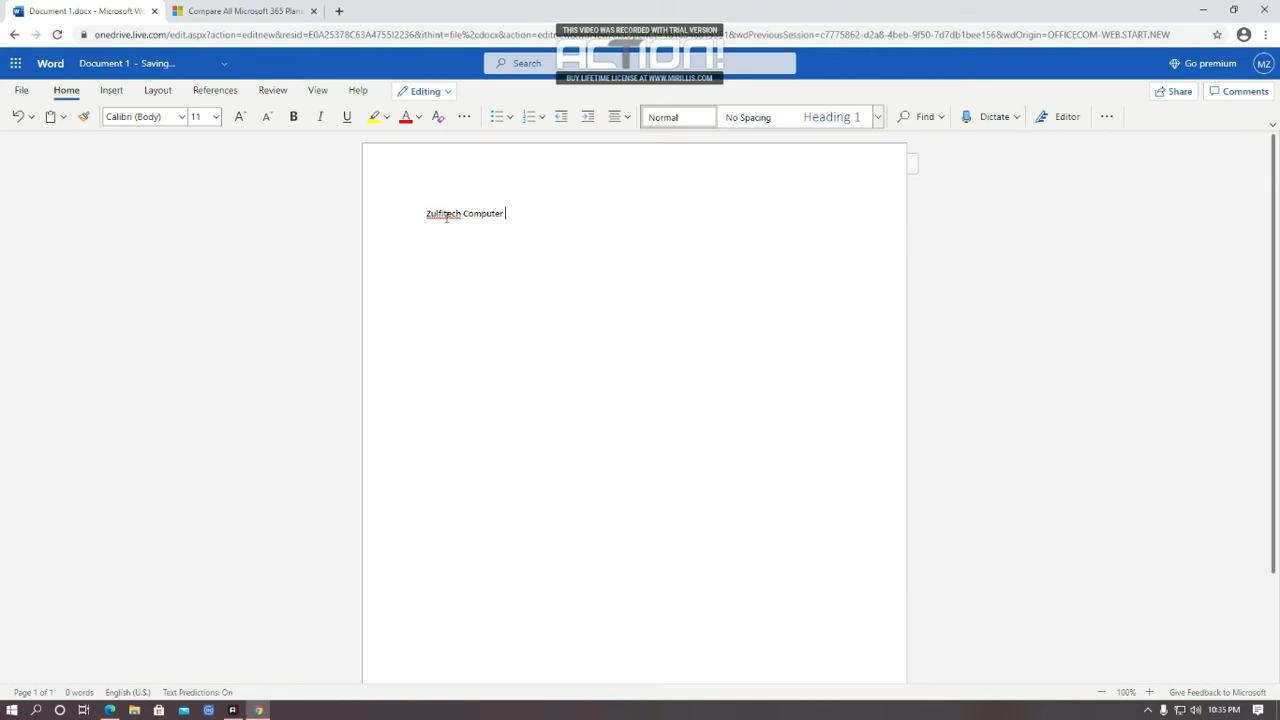 Document 1.docx - Microsoft Wo
Compare All Microsoft 365 Plans
THIS VIDEO WAS RECORDED WITH TRIAL VERSION
ACTION!
BUY LIFETIME LICENSE AT WWW.MIRILLIS.COM
Word
Document 1 - Saving...
Search
Go premium
MZ
File
Home
Insert
Layout
References
Review
View
Help
Editing
Share
Comments
Calibri (Body)
11
A
A
B
I
U
A
Normal
No Spacing
Heading 1
Find
Dictate
Editor
Zulfitech Computer
Page 1 of 1
0 words
English (U.S.)
Text Predictions: On
100%
Give Feedback to Microsoft
10:35 PM